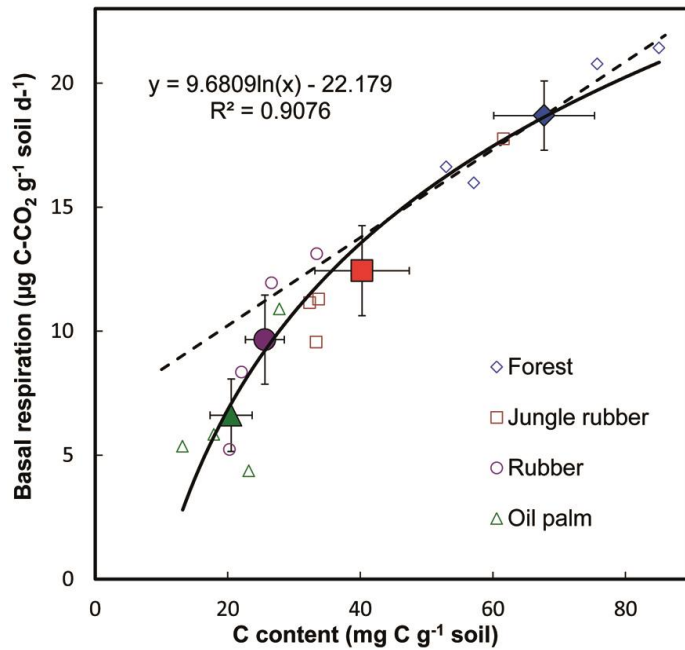 y = 9.6809ln(x) - 22.179
R² = 0.9076
Basal respiration (µg C-CO₂ g⁻¹ soil d-¹)
20
15
10
5
0
Forest
Jungle rubber
Rubber
Oil palm
0 20 40 60 80
C content (mg C g⁻¹ soil)